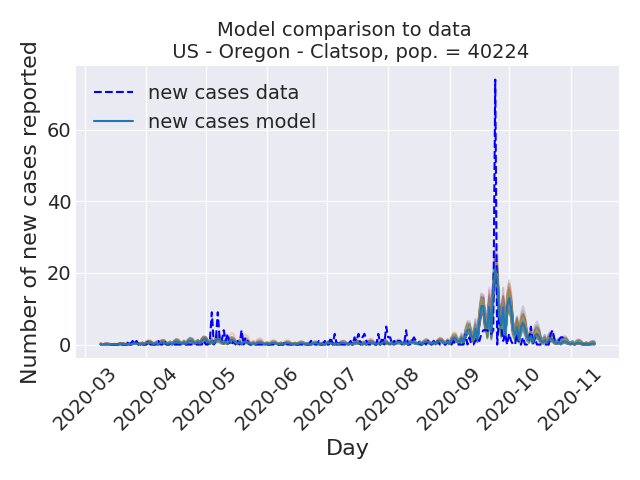 Model comparison to data
US - Oregon - Clatsop, pop. = 40224
Number of new cases reported
new cases data
new cases model
60
40
20
0
2020-03
2020-04
2020-05
2020-06
2020-07
2020-08
2020-09
2020-10
2020-11
Day